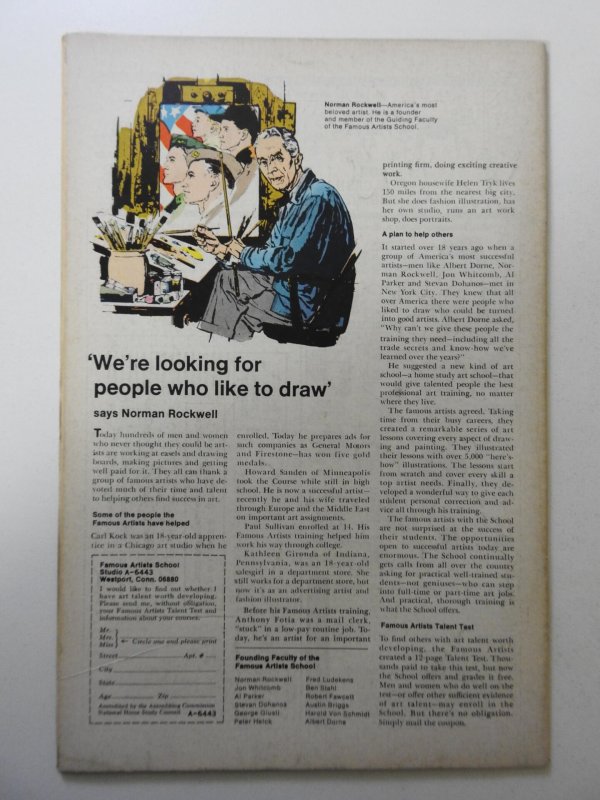 Norman Rockwell—America's most
beloved artist. He is a founder
and member of the Guiding Faculty
of the Famous Artists School.
'We're looking for
people who like to draw'
says Norman Rockwell
Today hundreds of men and women
who never thought they could be art-
ists are working at easels and drawing
boards, making pictures and getting
well paid for it. They all can thank a
group of famous artists who have de-
voted much of their time and talent
to helping others find success in art.
Some of the people the
Famous Artists have helped
Carl Kock was an 18-year-old appren-
tice in a Chicago art studio when he
Famous Artists School
Studio A-6443
Westport, Conn. 06880
I would like to find out whether I
have art talent worth developing.
Please send me, without obligation,
your Famous Artists Talent Test and
information about your courses.
Mr.
Mrs.
Miss
← Circle one and please print
Street Apt. #
City
State
Age Zip
Accredited by the Accrediting Commission
National Home Study Council A-6443
enrolled. Today he prepares ads for
such companies as General Motors
and Firestone—has won five gold
medals.
Howard Sanden of Minneapolis
took the Course while still in high
school. He is now a successful artist—
recently he and his wife traveled
through Europe and the Middle East
on important art assignments.
Paul Sullivan enrolled at 14. His
Famous Artists training helped him
work his way through college.
Kathleen Gironda of Indiana,
Pennsylvania, was an 18-year-old
salesgirl in a department store. She
still works for a department store, but
now it's as an advertising artist and
fashion illustrator.
Before his Famous Artists training,
Anthony Fotia was a mail clerk,
"stuck" in a low-pay routine job. To-
day, he's an artist for an important
Founding Faculty of the
Famous Artists School
Norman Rockwell
Jon Whitcomb
Al Parker
Stevan Dohanos
George Giusti
Peter Helck
Fred Ludekens
Ben Stahl
Robert Fawcett
Austin Briggs
Harold Von Schmidt
Albert Dorne
printing firm, doing exciting creative
work.
Oregon housewife Helen Tryk lives
150 miles from the nearest big city.
But she does fashion illustration, has
her own studio, runs an art work
shop, does portraits.
A plan to help others
It started over 18 years ago when a
group of America's most successful
artists—men like Albert Dorne, Nor-
man Rockwell, Jon Whitcomb, Al
Parker and Stevan Dohanos—met in
New York City. They knew that all
over America there were people who
liked to draw who could be turned
into good artists. Albert Dorne asked,
"Why can't we give these people the
training they need—including all the
trade secrets and know-how we've
learned over the years?"
He suggested a new kind of art
school—a home study art school—that
would give talented people the best
professional art training, no matter
where they live.
The famous artists agreed. Taking
time from their busy careers, they
created a remarkable series of art
lessons covering every aspect of draw-
ing and painting. They illustrated
their lessons with over 5,000 "here's-
how" illustrations. The lessons start
from scratch and cover every skill a
top artist needs. Finally, they de-
veloped a wonderful way to give each
student personal correction and ad-
vice all through his training.
The famous artists with the School
are not surprised at the success of
their students. The opportunities
open to successful artists today are
enormous. The School continually
gets calls from all over the country
asking for practical well-trained stu-
dents—not geniuses—who can step
into full-time or part-time art jobs.
And practical, thorough training is
what the School offers.
Famous Artists Talent Test
To find others with art talent worth
developing, the Famous Artists
created a 12-page Talent Test. Thou-
sands paid to take this test, but now
the School offers and grades it free.
Men and women who do well on the
test—or offer other sufficient evidence
of art talent—may enroll in the
School. But there's no obligation.
Simply mail the coupon.